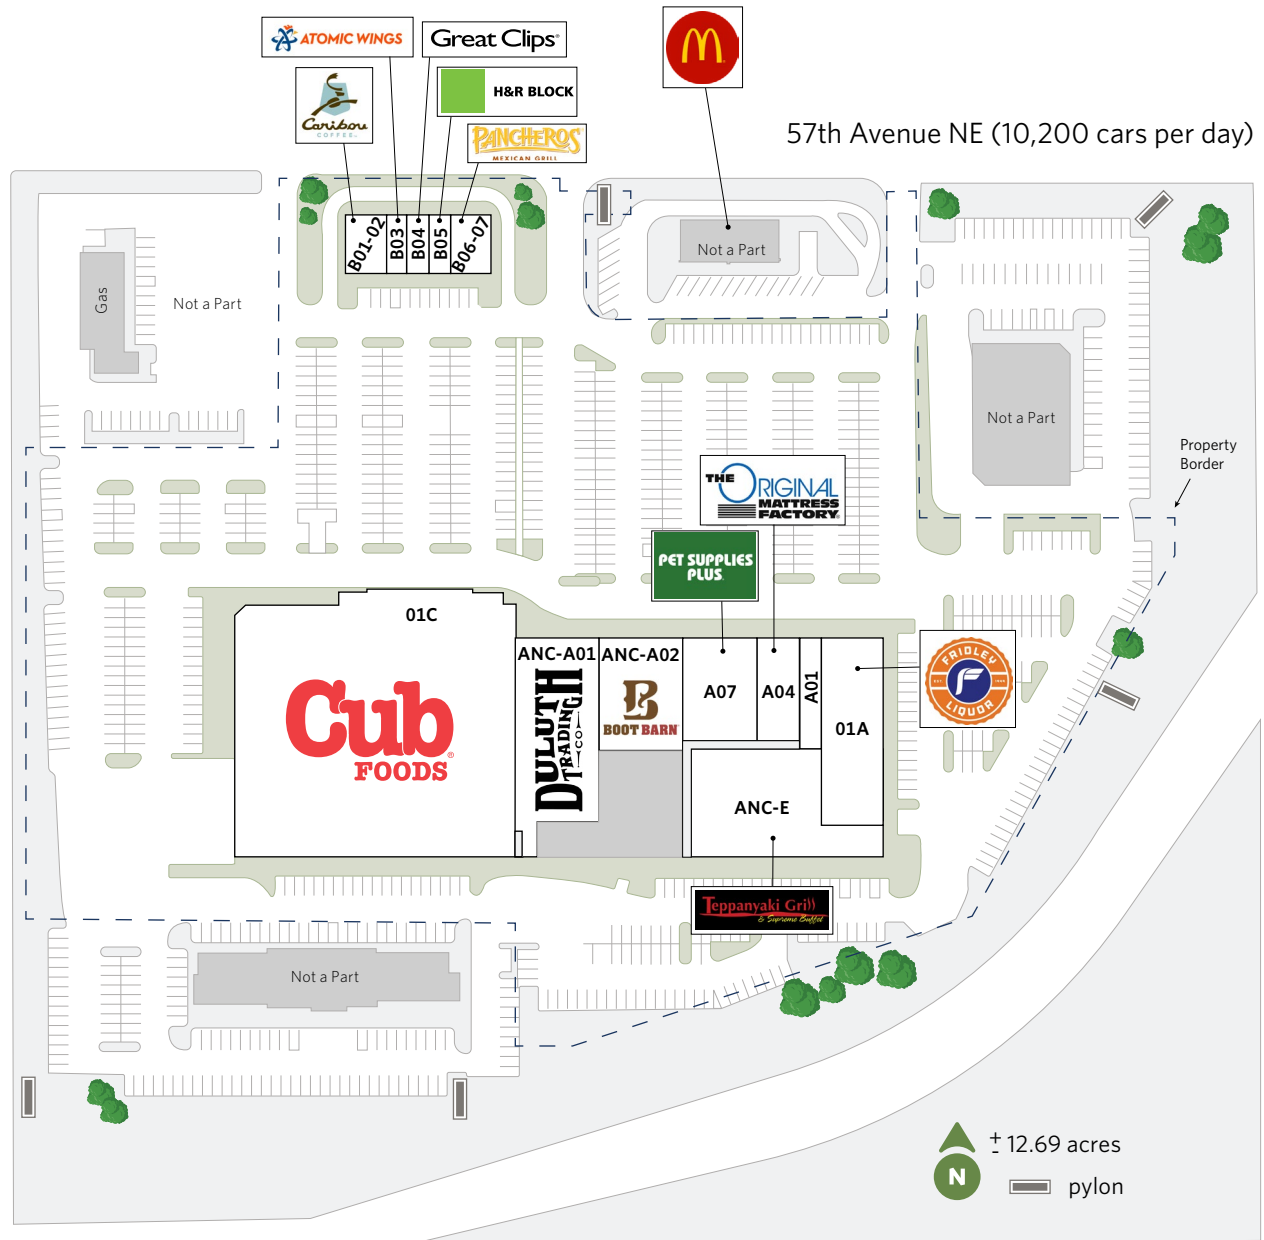 ATOMIC WINGS
Great Clips®
H&R BLOCK
Caribou
COFFEE
PANCHEROS
MEXICAN GRILL
M
57th Avenue NE (10,200 cars per day)
B01-02
B03
B04
B05
B06-07
Not a Part
Gas
Not a Part
Not a Part
Property
Border
THE ORIGINAL
MATTRESS
FACTORY®
PET SUPPLIES
PLUS
01C
Cub®
FOODS
ANC-A01
DULUTH
TRADING
CO
ANC-A02
B
BOOT BARN
A07
A04
A01
01A
FRIDLEY
F
LIQUOR
ANC-E
Teppanyaki Grill
& Supreme Buffet
Not a Part
± 12.69 acres
N
pylon